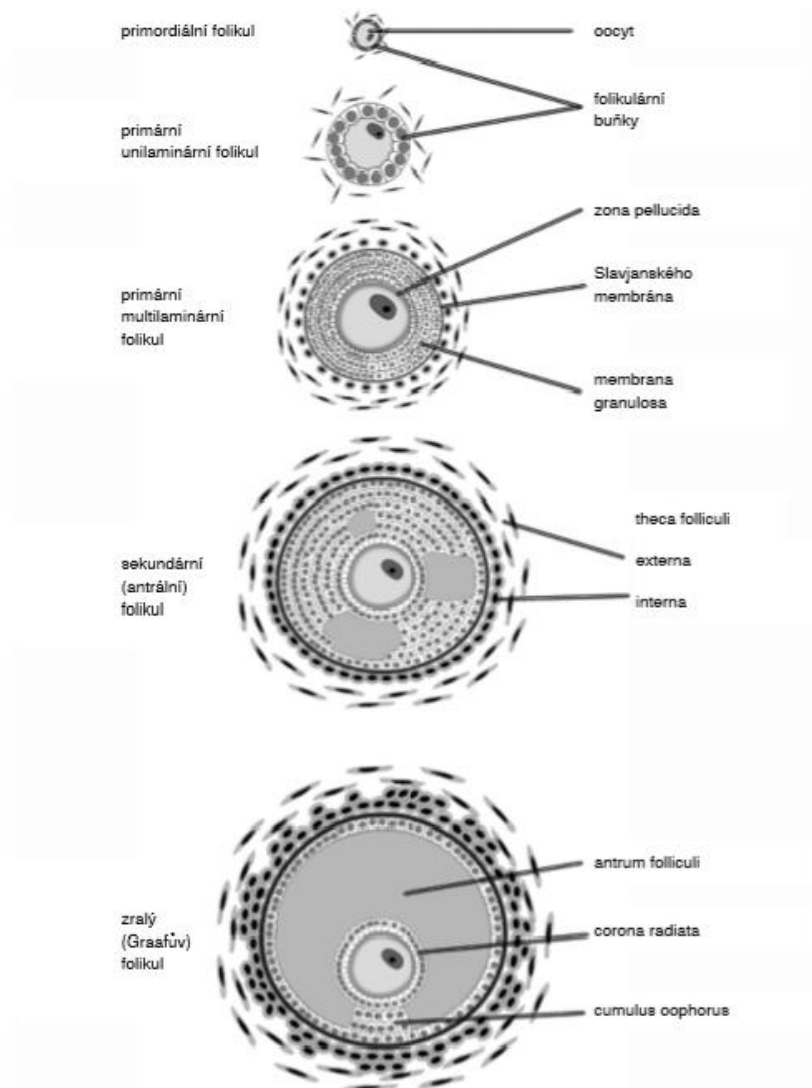 primordiální folikul
oocyt
folikulární
buňky
primární
unilaminární folikul
zona pellucida
Slavjanského
membrána
primární
multilaminární
folikul
membrana
granulosa
theca folliculi
externa
interna
sekundární
(antrální)
folikul
antrum folliculi
corona radiata
zralý
(Graafův)
folikul
cumulus oophorus